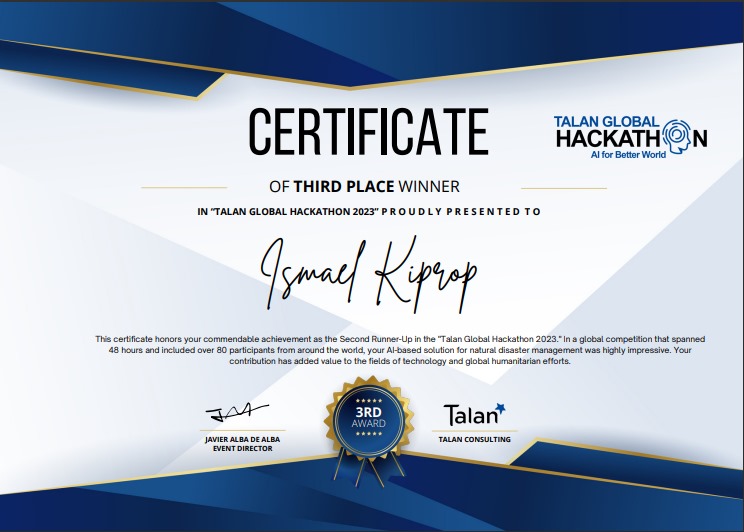 CERTIFICATE
TALAN GLOBAL
HACKATHON
AI for Better World
OF THIRD PLACE WINNER
IN “TALAN GLOBAL HACKATHON 2023” PROUDLY PRESENTED TO
Ismael Kiprop
This certificate honors your commendable achievement as the Second Runner-Up in the "Talan Global Hackathon 2023." In a global competition that spanned
48 hours and included over 80 participants from around the world, your AI-based solution for natural disaster management was highly impressive. Your
contribution has added value to the fields of technology and global humanitarian efforts.
3RD
AWARD
JAVIER ALBA DE ALBA
EVENT DIRECTOR
Talan
TALAN CONSULTING